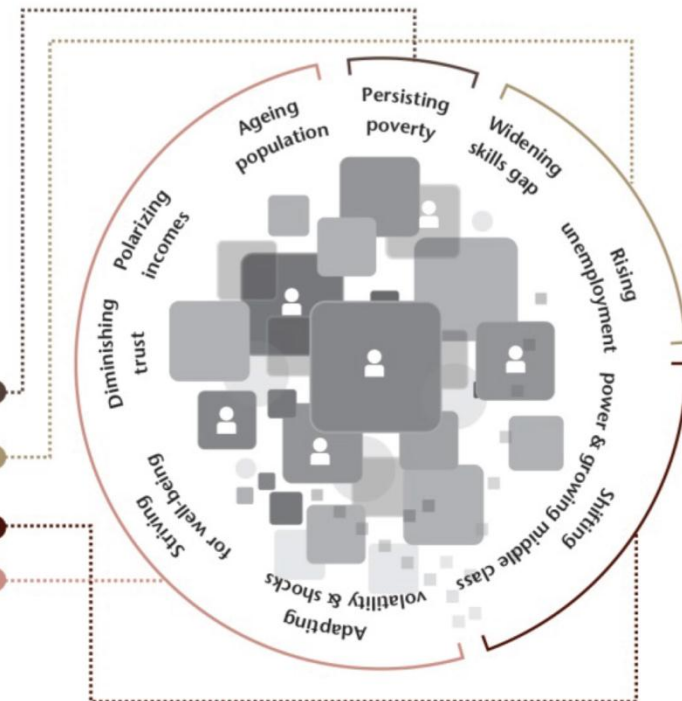 Persisting
poverty
Widening
skills gap
Rising
unemployment
Shifting
power & growing middle class
Adapting
volatility & shocks
Striving
for well-being
Diminishing
trust
Polarizing
incomes
Ageing
population